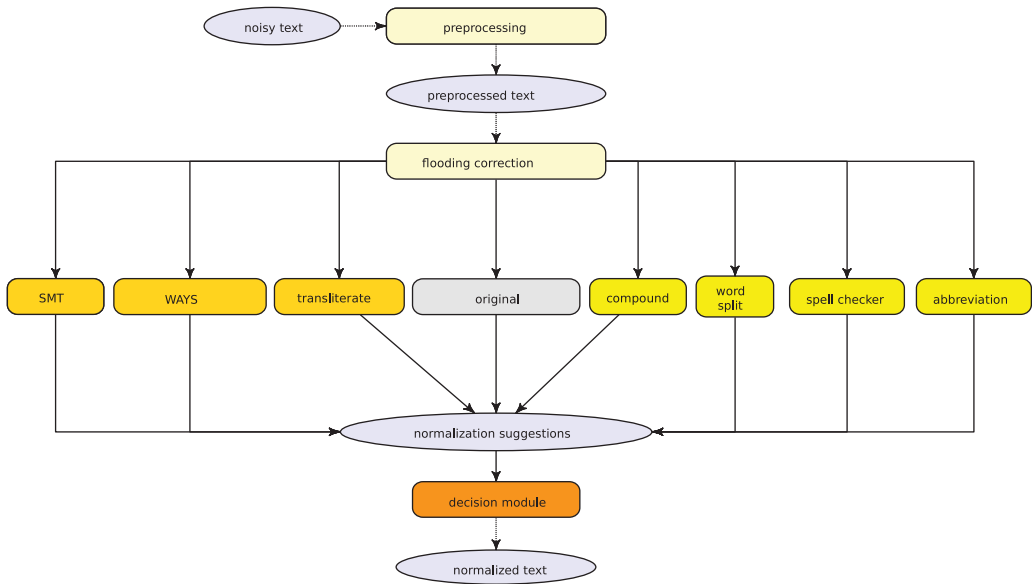 noisy text
preprocessing
preprocessed text
flooding correction
SMT
WAYS
transliterate
original
compound
word
split
spell checker
abbreviation
normalization suggestions
decision module
normalized text